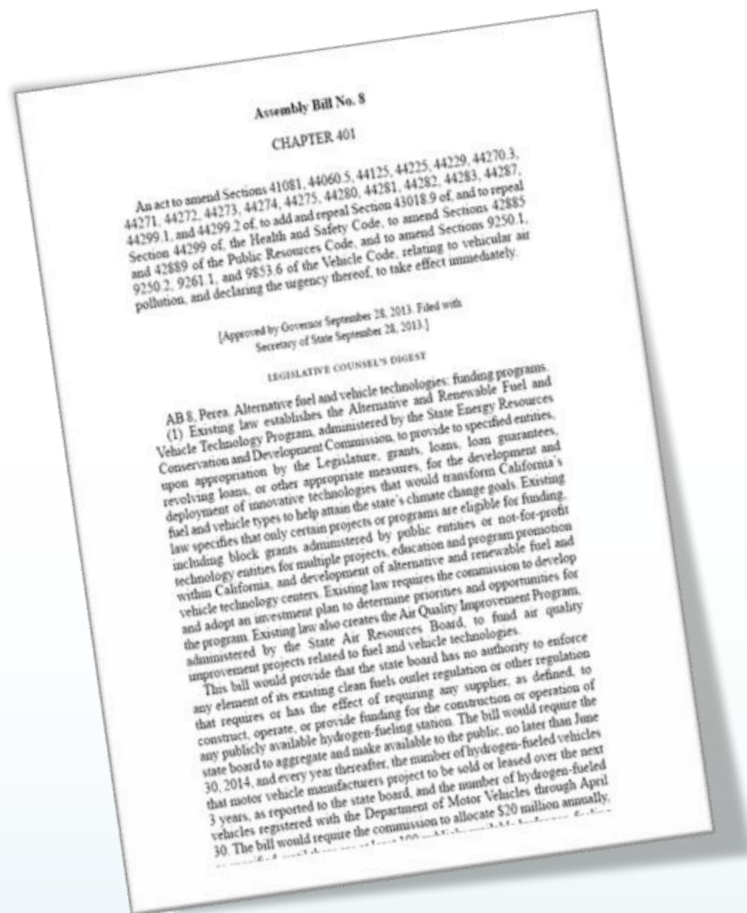 Assembly Bill No. 8
CHAPTER 401
An act to amend Sections 41081, 44060.5, 44125, 44225, 44229, 44270.3,
44271, 44272, 44273, 44274, 44275, 44280, 44281, 44282, 44283, 44287,
44299.1, and 44299.2 of, to add and repeal Section 43018.9 of, and to repeal
Section 44299 of, the Health and Safety Code, to amend Sections 42885
and 42889 of the Public Resources Code, and to amend Sections 9250.1,
9250.2, 9261.1, and 9853.6 of the Vehicle Code, relating to vehicular air
pollution, and declaring the urgency thereof, to take effect immediately.
[Approved by Governor September 28, 2013. Filed with
Secretary of State September 28, 2013.]
LEGISLATIVE COUNSEL'S DIGEST
AB 8, Perea. Alternative fuel and vehicle technologies: funding programs.
(1) Existing law establishes the Alternative and Renewable Fuel and
Vehicle Technology Program, administered by the State Energy Resources
Conservation and Development Commission, to provide to specified entities,
upon appropriation by the Legislature, grants, loans, loan guarantees,
revolving loans, or other appropriate measures, for the development and
deployment of innovative technologies that would transform California's
fuel and vehicle types to help attain the state's climate change goals. Existing
law specifies that only certain projects or programs are eligible for funding,
including block grants administered by public entities or not-for-profit
technology entities for multiple projects, education and program promotion
within California, and development of alternative and renewable fuel and
vehicle technology centers. Existing law requires the commission to develop
and adopt an investment plan to determine priorities and opportunities for
the program. Existing law also creates the Air Quality Improvement Program,
administered by the State Air Resources Board, to fund air quality
improvement projects related to fuel and vehicle technologies.
This bill would provide that the state board has no authority to enforce
any element of its existing clean fuels outlet regulation or other regulation
that requires or has the effect of requiring any supplier, as defined, to
construct, operate, or provide funding for the construction or operation of
any publicly available hydrogen-fueling station. The bill would require the
state board to aggregate and make available to the public, no later than June
30, 2014, and every year thereafter, the number of hydrogen-fueled vehicles
that motor vehicle manufacturers project to be sold or leased over the next
3 years, as reported to the state board, and the number of hydrogen-fueled
vehicles registered with the Department of Motor Vehicles through April
30. The bill would require the commission to allocate $20 million annually,